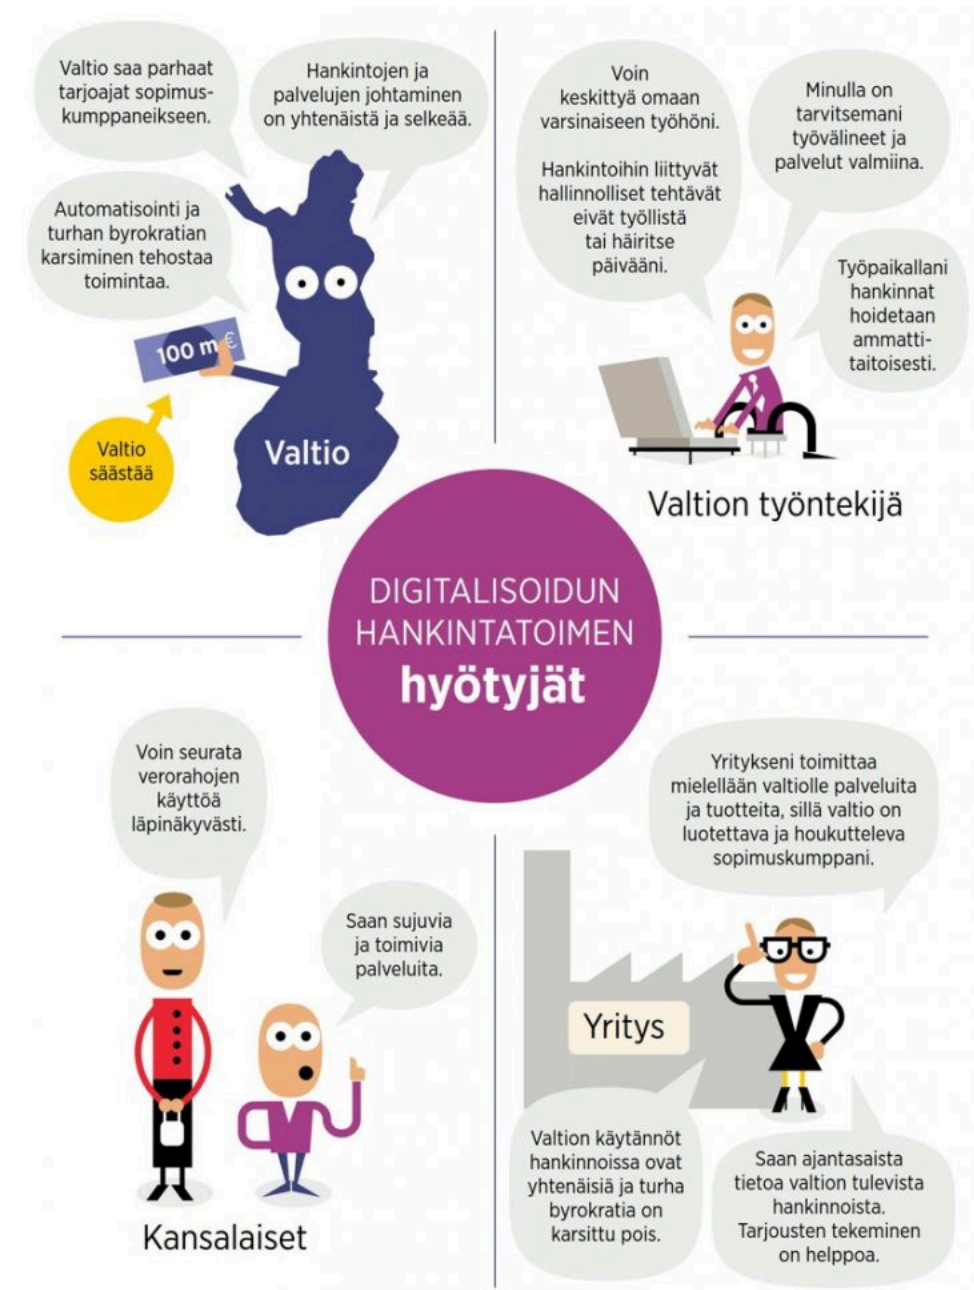 Valtio saa parhaat
tarjoajat sopimus-
kumppaneikseen.
Hankintojen ja
palvelujen johtaminen
on yhtenäistä ja selkeää.
Automatisointi ja
turhan byrokratian
karsiminen tehostaa
toimintaa.
100 m €
Valtio
säästää
Valtio
Voin
keskittyä omaan
varsinaiseen työhöni.
Hankintoihin liittyvät
hallinnolliset tehtävät
eivät työllistä
tai häiritse
päivääni.
Minulla on
tarvitsemani
työvälineet ja
palvelut valmiina.
Työpaikallani
hankinnat
hoidetaan
ammatti-
taitoisesti.
Valtion työntekijä
DIGITALISOIDUN
HANKINTATOIMEN
hyötyjät
Voin seurata
verorahojen
käyttöä
läpinäkyvästi.
Saan sujuvia
ja toimivia
palveluita.
Kansalaiset
Yritykseni toimittaa
mielellään valtiolle palveluita
ja tuotteita, sillä valtio on
luotettava ja houkutteleva
sopimuskumppani.
Yritys
Valtion käytännöt
hankinnoissa ovat
yhtenäisiä ja turha
byrokratia on
karsittu pois.
Saan ajantasaista
tietoa valtion tulevista
hankinnoista.
Tarjousten tekeminen
on helppoa.